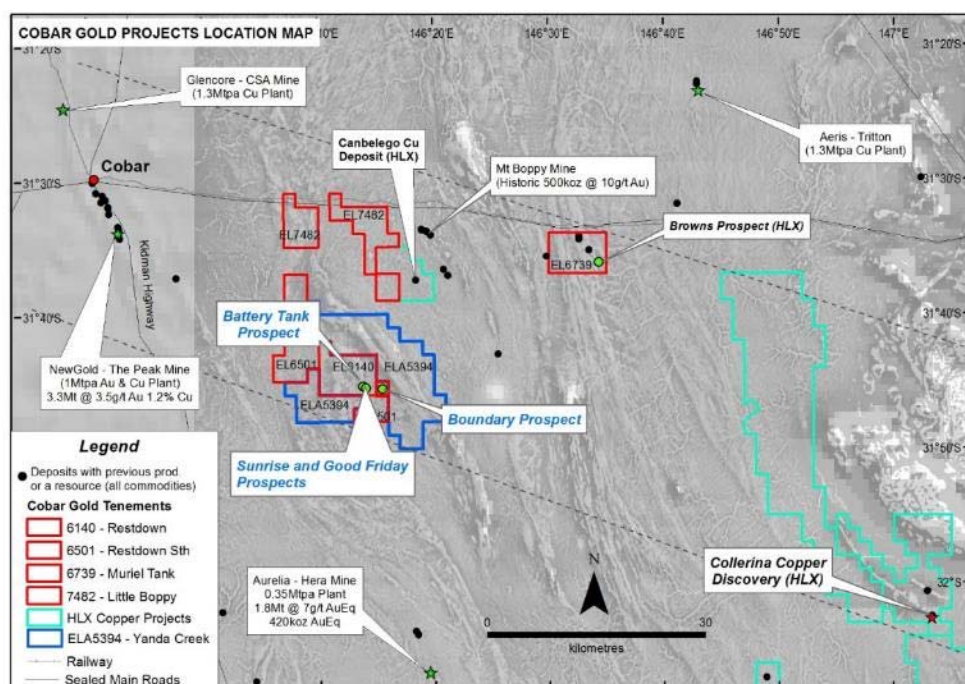 COBAR GOLD PROJECTS LOCATION MAP
146°20'E
146°30'E
146°40'E
146°50'E
147°E
31°20'S
31°20'S
Glencore - CSA Mine
(1.3Mtpa Cu Plant)
Aeris - Tritton
(1.3Mtpa Cu Plant)
Canbelego Cu
Deposit (HLX)
Mt Boppy Mine
(Historic 500koz @ 10g/t Au)
Cobar
31°30'S
31°30'S
Browns Prospect (HLX)
EL7482
EL7482
EL6739
Kidman Highway
31°40'S
31°40'S
Battery Tank
Prospect
EL6501
ELA5394
ELA5394
NewGold - The Peak Mine
(1Mtpa Au & Cu Plant)
3.3Mt @ 3.5g/t Au 1.2% Cu
Boundary Prospect
Sunrise and Good Friday
Prospects
31°50'S
Legend
Deposits with previous prod.
or a resource (all commodities)
Cobar Gold Tenements
6140 - Restdown
6501 - Restdown Sth
6739 - Muriel Tank
7482 - Little Boppy
HLX Copper Projects
ELA5394 - Yanda Creek
Railway
Sealed Main Roads
Aurelia - Hera Mine
0.35Mtpa Plant
1.8Mt @ 7g/t AuEq
420koz AuEq
N
0
30
kilometres
Collerina Copper
Discovery (HLX)
32°S